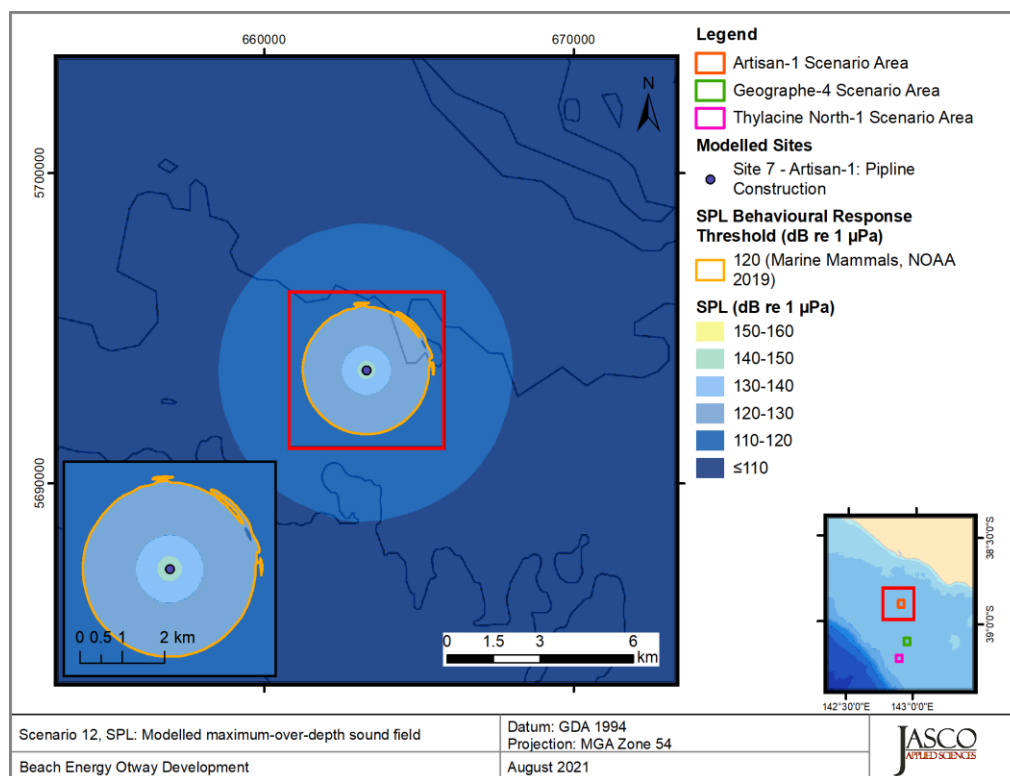 660000
670000
5700000
5690000
N
0 0.5 1 2 km
0 1.5 3 6
km
Legend
Artisan-1 Scenario Area
Geographe-4 Scenario Area
Thylacine North-1 Scenario Area
Modelled Sites
Site 7 - Artisan-1: Pipline
Construction
SPL Behavioural Response
Threshold (dB re 1 µPa)
120 (Marine Mammals, NOAA
2019)
SPL (dB re 1 µPa)
150-160
140-150
130-140
120-130
110-120
≤110
38°30'0"S
39°0'0"S
142°30'0"E
143°0'0"E
Scenario 12, SPL: Modelled maximum-over-depth sound field
Datum: GDA 1994
Projection: MGA Zone 54
Beach Energy Otway Development
August 2021
JASCO
APPLIED SCIENCES